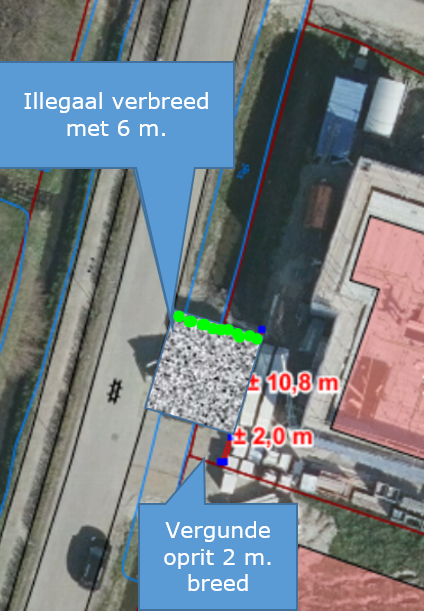 Illegaal verbreed
met 6 m.
± 10,8 m
± 2,0 m
Vergunde
oprit 2 m.
breed